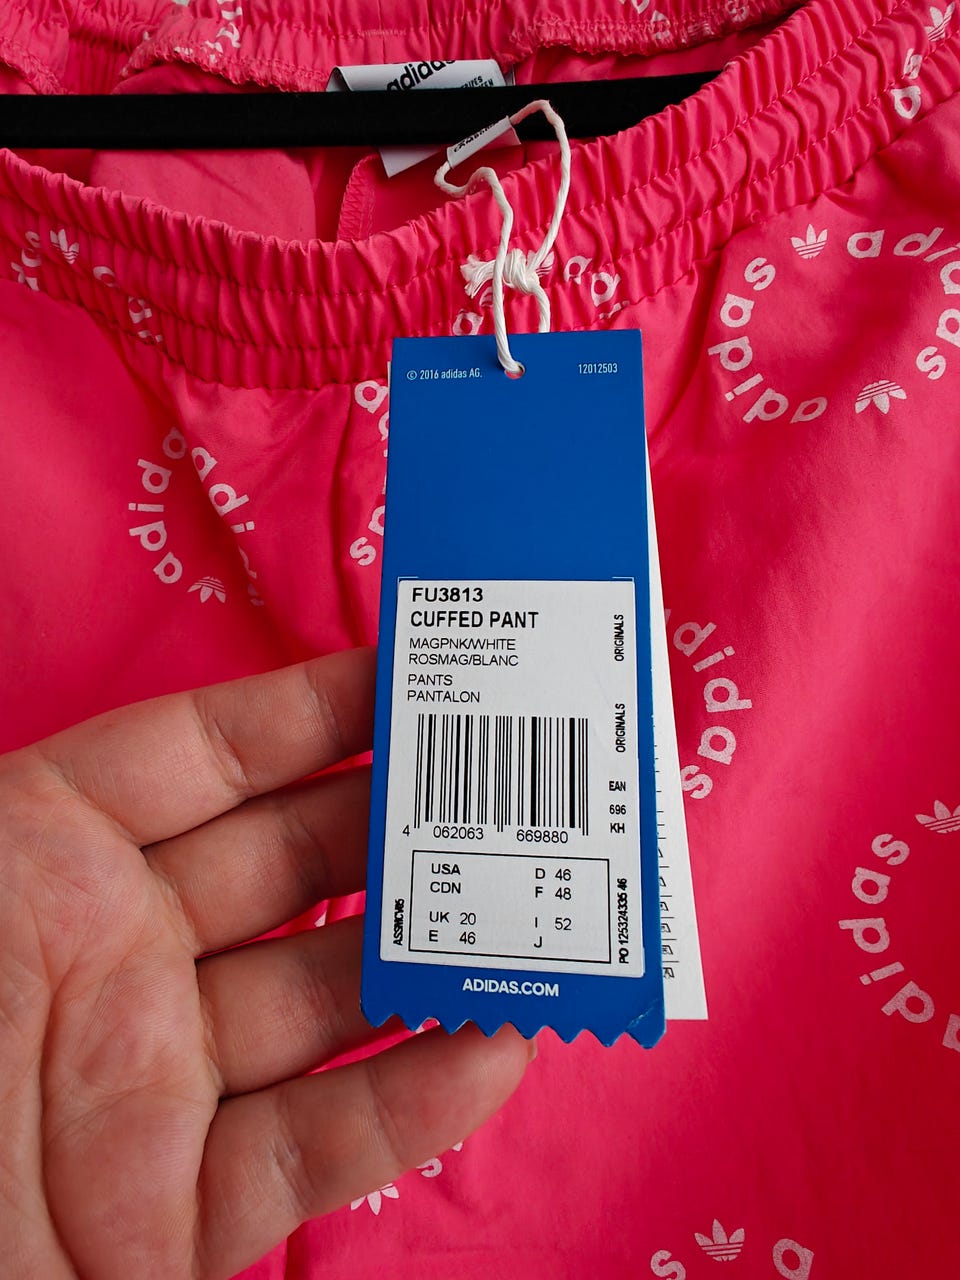 adidas
© 2016 adidas AG.
12012503
FU3813
CUFFED PANT
MAGPNK/WHITE
ROSMAG/BLANC
PANTS
PANTALON
ORIGINALS
ORIGINALS
4 062063 669880
EAN
696
KH
USA
CDN
UK 20
E 46
D 46
F 48
I 52
J
PO 125324335 46
ADIDAS.COM
adidas
adidas
adidas
adidas
adidas